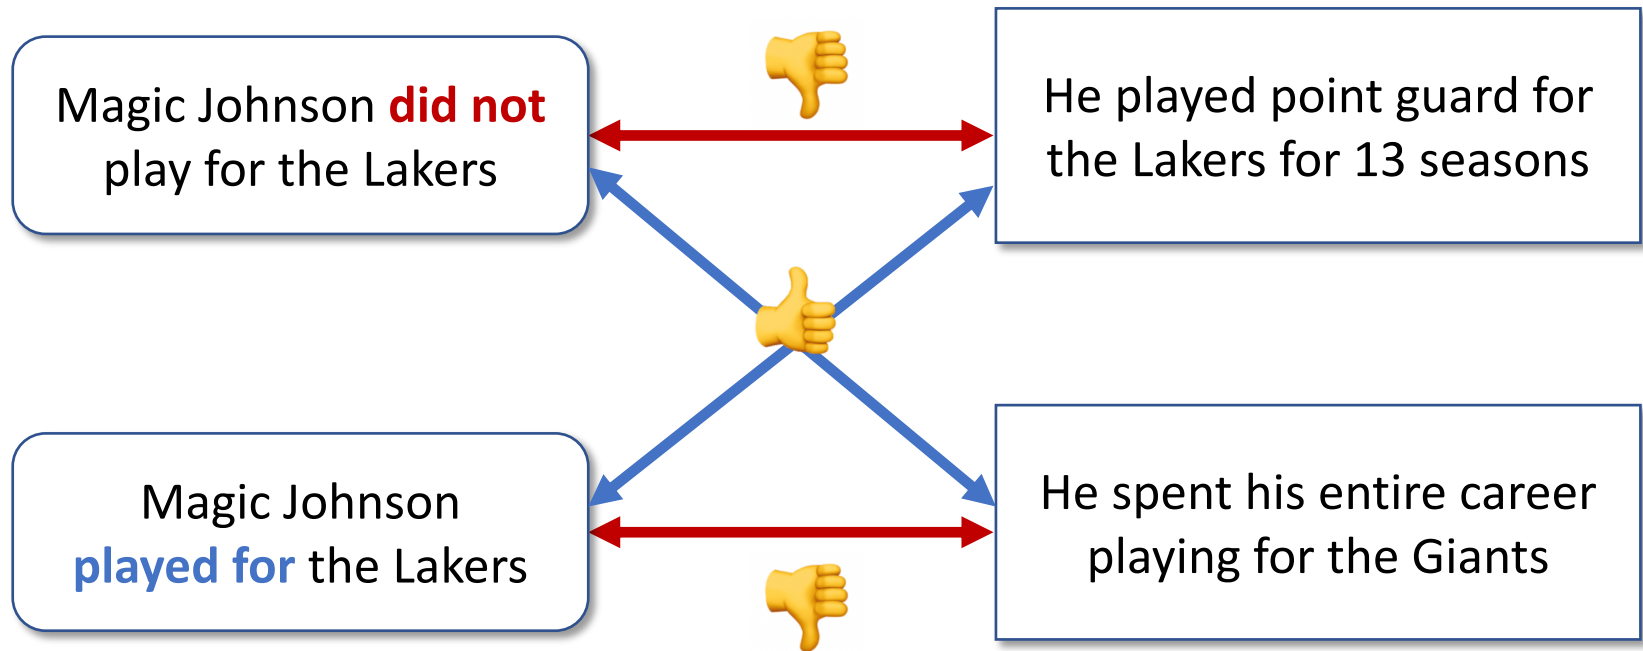 Magic Johnson did not
play for the Lakers
He played point guard for
the Lakers for 13 seasons
Magic Johnson
played for the Lakers
He spent his entire career
playing for the Giants